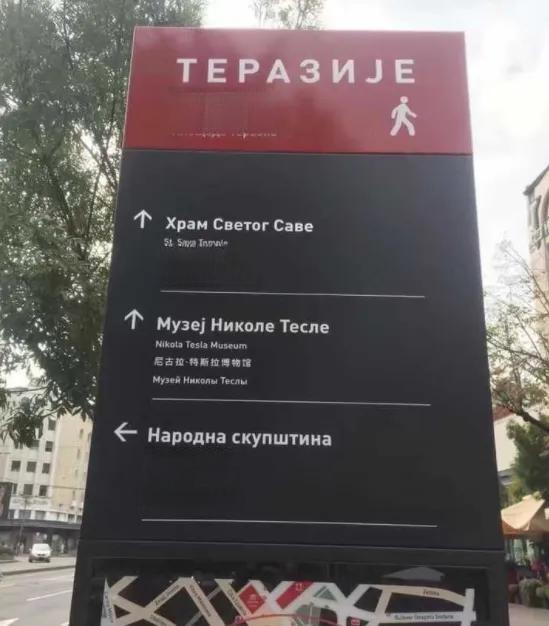 ТЕРАЗИЈЕ
Храм Светог Саве
St. Sava Temple
Музеј Николе Тесле
Nikola Tesla Museum
尼古拉·特斯拉博物馆
Музей Николы Теслы
Народна скупштина